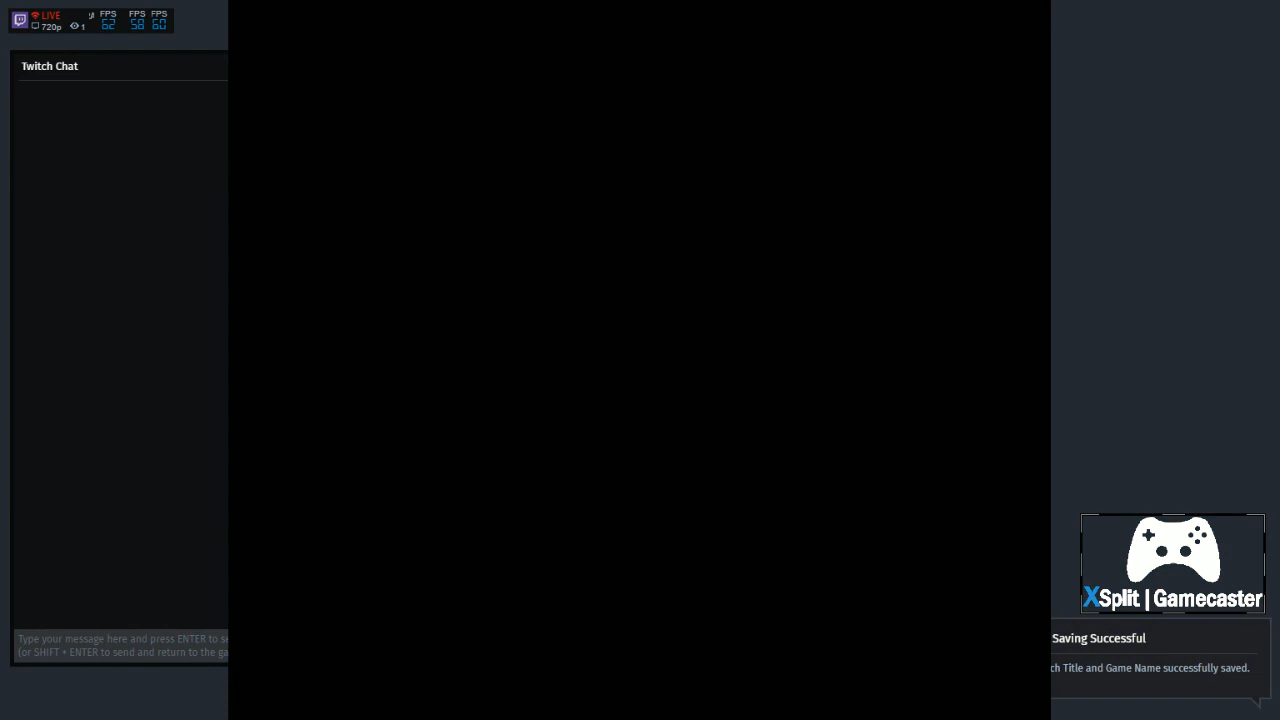 LIVE
720p
1
FPS
62
FPS
58
FPS
60
Twitch Chat
Type your message here and press ENTER to se
(or SHIFT + ENTER to send and return to the ga
XSplit | Gamecaster
Saving Successful
ch Title and Game Name successfully saved.